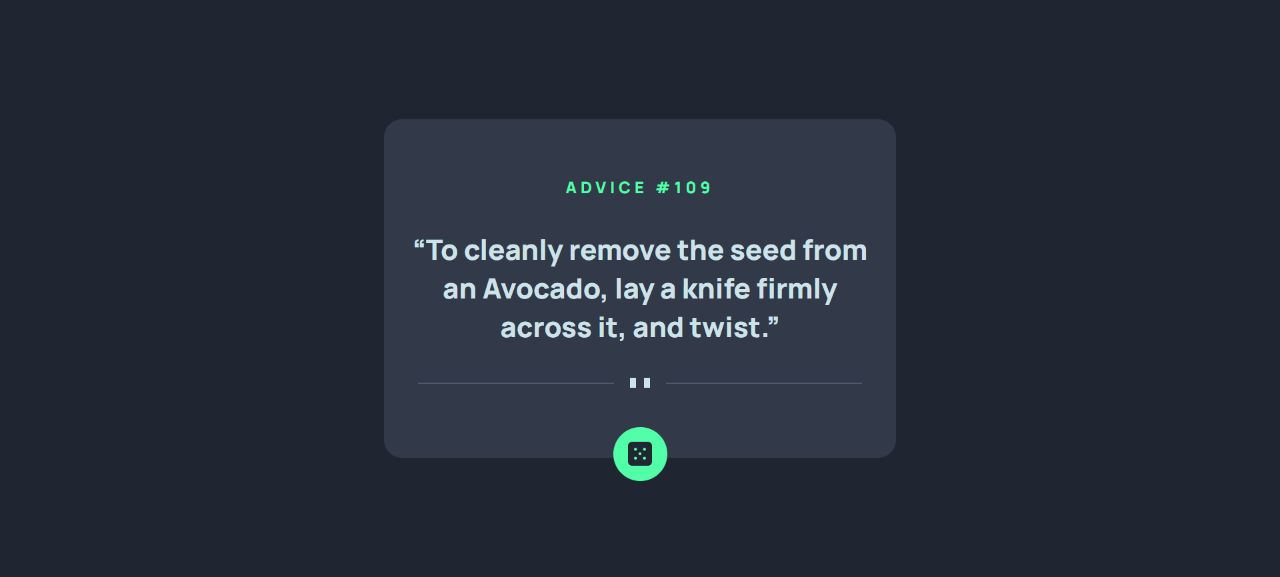 ADVICE #109
“To cleanly remove the seed from
an Avocado, lay a knife firmly
across it, and twist.”